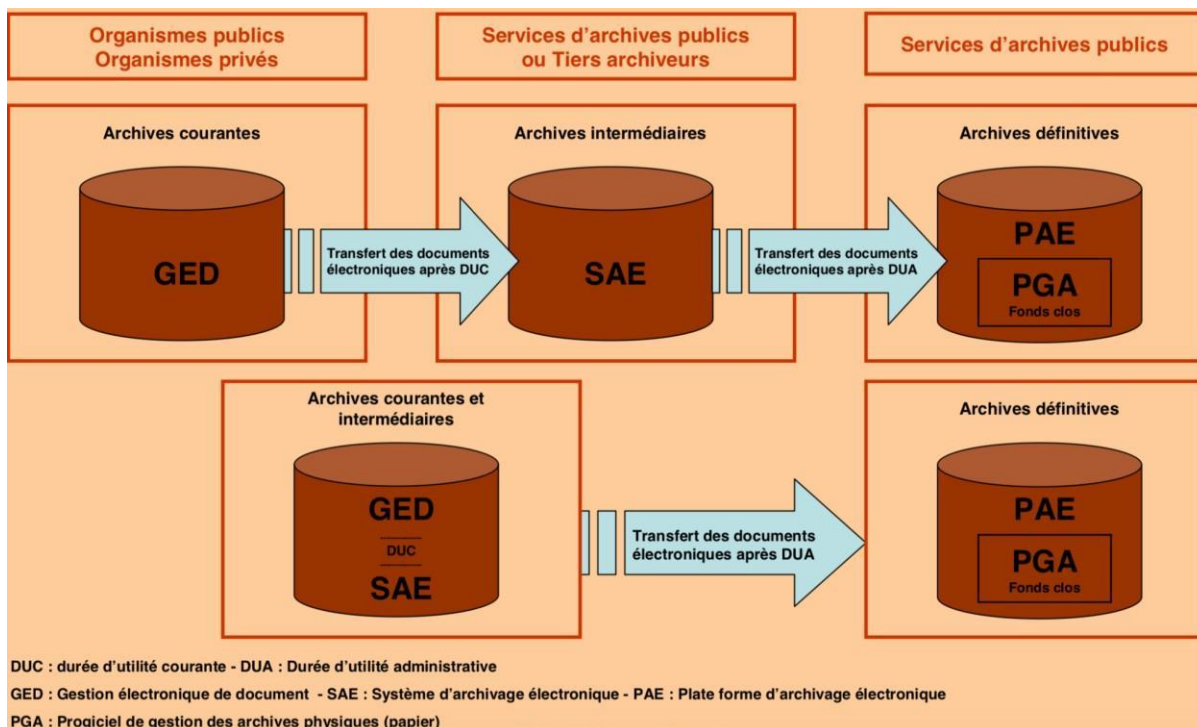 Organismes publics
Organismes privés
Services d'archives publics
ou Tiers archiveurs
Services d'archives publics
Archives courantes
GED
Transfert des documents
électroniques après DUC
Archives intermédiaires
SAE
Transfert des documents
électroniques après DUA
Archives définitives
PAE
PGA
Fonds clos
Archives courantes et
intermédiaires
GED
DUC
SAE
Transfert des documents
électroniques après DUA
Archives définitives
PAE
PGA
Fonds clos
DUC : durée d'utilité courante - DUA : Durée d'utilité administrative
GED : Gestion électronique de document - SAE : Système d'archivage électronique - PAE : Plate forme d'archivage électronique
PGA : Progiciel de gestion des archives physiques (papier)